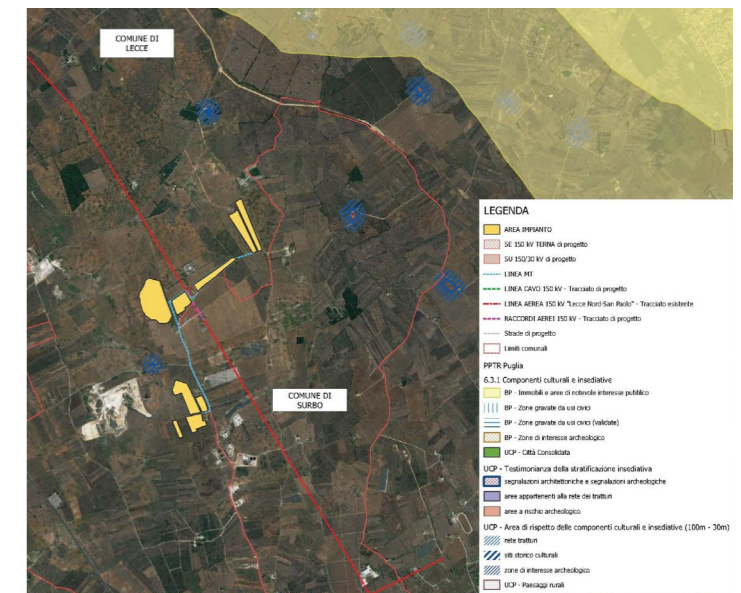 COMUNE DI
LECCE
COMUNE DI
SURBO
LEGENDA
AREA IMPIANTO
SE 150 kV TERNA di progetto
SU 150/30 kV di progetto
LINEA MT
LINEA CAVO 150 kV - Tracciato di progetto
LINEA AEREA 150 kV "Lecce Nord-San Paolo" - Tracciato esistente
RACCORDI AEREI 150 kV - Tracciato di progetto
Strade di progetto
Limiti comunali
PPTR Puglia
6.3.1 Componenti culturali e insediative
BP - Immobili e aree di notevole interesse pubblico
BP - Zone gravate da usi civici
BP - Zone gravate da usi civici (validate)
BP - Zone di interesse archeologico
UCP - Città Consolidata
UCP - Testimonianza della stratificazione insediativa
segnalazioni architettoniche e segnalazioni archeologiche
aree appartenenti alla rete dei tratturi
aree a rischio archeologico
UCP - Area di rispetto delle componenti culturali e insediative (100m - 30m)
rete tratturi
siti storico culturali
zone di interesse archeologico
UCP - Paesaggi rurali